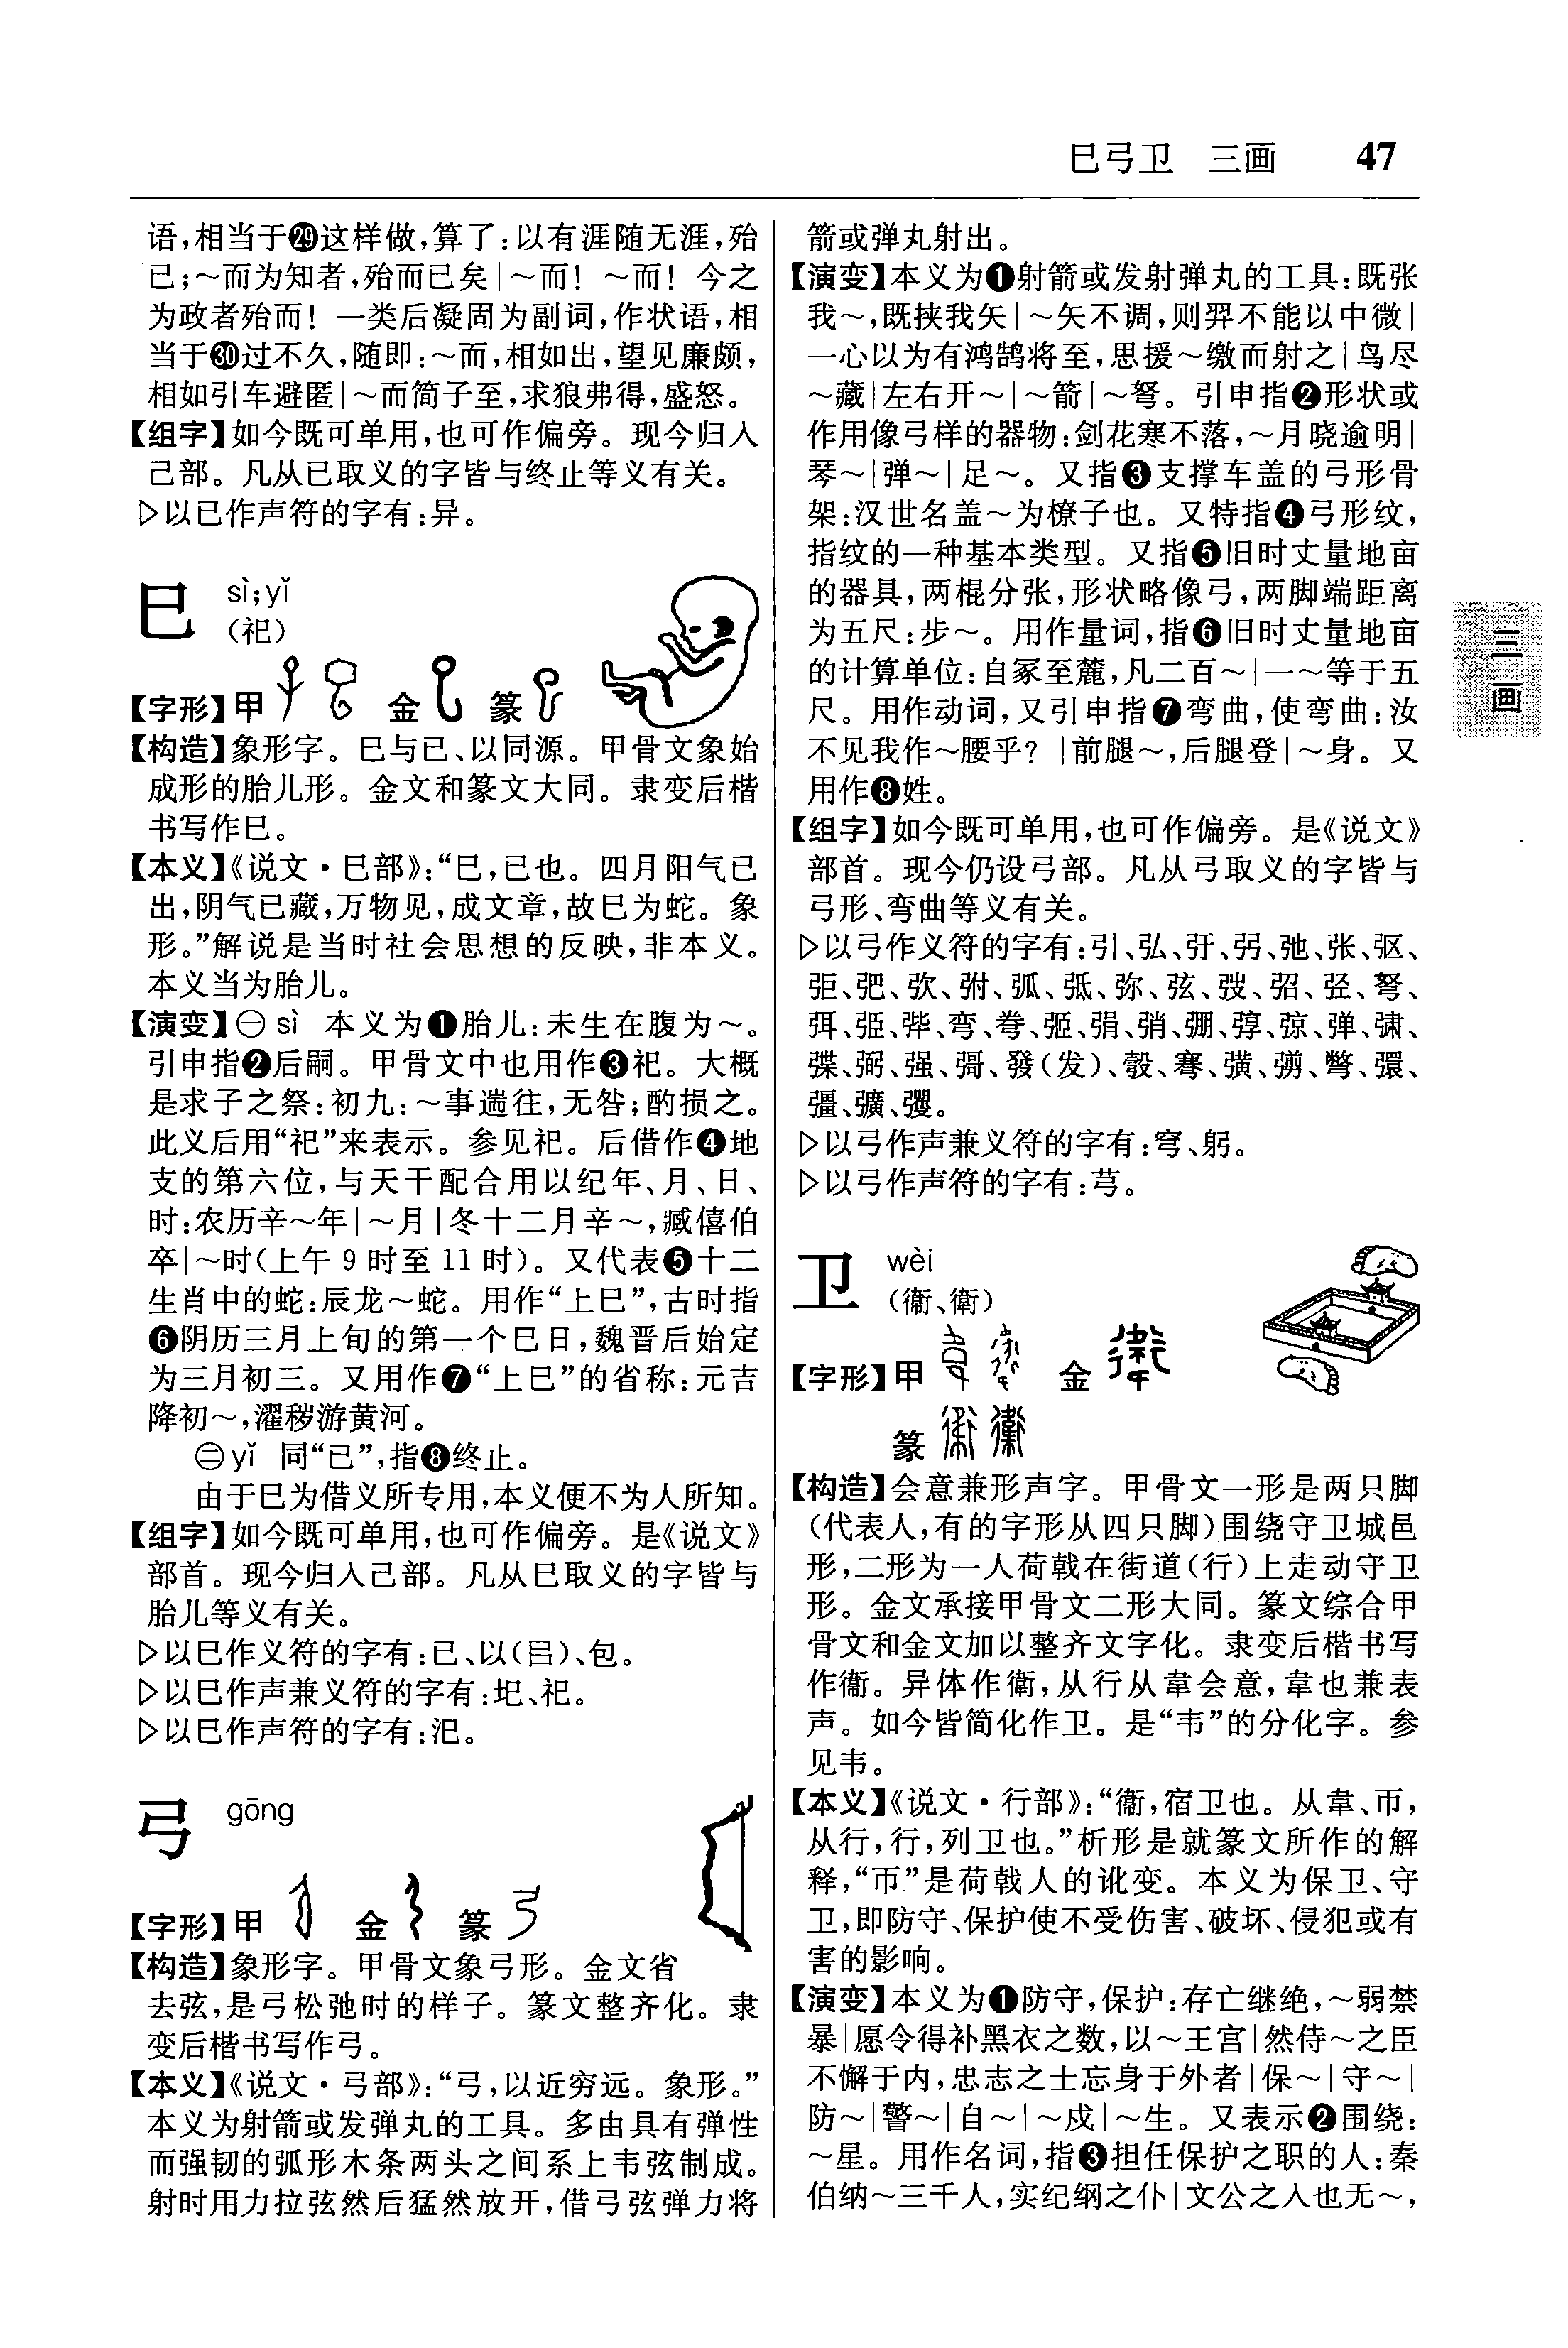 巳弓卫 三画 47
语,相当于㉙这样做,算了:以有涯随无涯,殆
已;～而为知者,殆而已矣|～而! ～而! 今之
为政者殆而! 一类后凝固为副词,作状语,相
当于㉚过不久,随即:～而,相如出,望见廉颇,
相如引车避匿|～而简子至,求狼弗得,盛怒。
【组字】如今既可单用,也可作偏旁。现今归入
己部。凡从已取义的字皆与终止等义有关。
▷以已作声符的字有:异。
巳 sì;yǐ
(祀)
【字形】甲 金 篆
【构造】象形字。巳与已、以同源。甲骨文象始
成形的胎儿形。金文和篆文大同。隶变后楷
书写作巳。
【本义】《说文·巳部》:“巳,已也。四月阳气已
出,阴气已藏,万物见,成文章,故巳为蛇。象
形。”解说是当时社会思想的反映,非本义。
本义当为胎儿。
【演变】㊀sì 本义为❶胎儿:未生在腹为～。
引申指❷后嗣。甲骨文中也用作❸祀。大概
是求子之祭:初九:～事遄往,无咎;酌损之。
此义后用“祀”来表示。参见祀。后借作❹地
支的第六位,与天干配合用以纪年、月、日、
时:农历辛～年|～月|冬十二月辛～,臧僖伯
卒|～时(上午 9 时至 11 时)。又代表❺十二
生肖中的蛇:辰龙～蛇。用作“上巳”,古时指
❻阴历三月上旬的第一个巳日,魏晋后始定
为三月初三。又用作❼“上巳”的省称:元吉
降初～,濯秽游黄河。
㊁yǐ 同“已”,指❽终止。
由于巳为借义所专用,本义便不为人所知。
【组字】如今既可单用,也可作偏旁。是《说文》
部首。现今归入己部。凡从巳取义的字皆与
胎儿等义有关。
▷以巳作义符的字有:已、以(㠯)、包。
▷以巳作声兼义符的字有:圯、祀。
▷以巳作声符的字有:汜。
弓 gōng
【字形】甲 金 篆
【构造】象形字。甲骨文象弓形。金文省
去弦,是弓松弛时的样子。篆文整齐化。隶
变后楷书写作弓。
【本义】《说文·弓部》:“弓,以近穷远。象形。”
本义为射箭或发弹丸的工具。多由具有弹性
而强韧的弧形木条两头之间系上韦弦制成。
射时用力拉弦然后猛然放开,借弓弦弹力将
箭或弹丸射出。
【演变】本义为❶射箭或发射弹丸的工具:既张
我～,既挟我矢|～矢不调,则羿不能以中微|
一心以为有鸿鹄将至,思援～缴而射之|鸟尽
～藏|左右开～|～箭|～弩。引申指❷形状或
作用像弓样的器物:剑花寒不落,～月晓逾明|
琴～|弹～|足～。又指❸支撑车盖的弓形骨
架:汉世名盖～为橑子也。又特指❹弓形纹,
指纹的一种基本类型。又指❺旧时丈量地亩
的器具,两棍分张,形状略像弓,两脚端距离
为五尺:步～。用作量词,指❻旧时丈量地亩
的计算单位:自冢至麓,凡二百～|一～等于五
尺。用作动词,又引申指❼弯曲,使弯曲:汝
不见我作～腰乎? |前腿～,后腿登|～身。又
用作❽姓。
【组字】如今既可单用,也可作偏旁。是《说文》
部首。现今仍设弓部。凡从弓取义的字皆与
弓形、弯曲等义有关。
▷以弓作义符的字有:引、弘、弙、弜、弛、张、𫸩、
弡、弝、弞、弣、弧、弤、弥、弦、弢、弨、弪、弩、
弭、弫、弯、弮、弳、弲、弰、弸、弴、弶、弹、
弽、弼、强、彁、發(发)、彀、彉、彆、彋、
彊、彍、彏。
▷以弓作声兼义符的字有:穹、躬。
▷以弓作声符的字有:芎。
卫 wèi
(衞、衛)
【字形】甲 金
篆
【构造】会意兼形声字。甲骨文一形是两只脚
(代表人,有的字形从四只脚)围绕守卫城邑
形,二形为一人荷戟在街道(行)上走动守卫
形。金文承接甲骨文二形大同。篆文综合甲
骨文和金文加以整齐文字化。隶变后楷书写
作衞。异体作衛,从行从韋会意,韋也兼表
声。如今皆简化作卫。是“韦”的分化字。参
见韦。
【本义】《说文·行部》:“衞,宿卫也。从韋、帀,
从行,行,列卫也。”析形是就篆文所作的解
释,“帀”是荷戟人的讹变。本义为保卫、守
卫,即防守、保护使不受伤害、破坏、侵犯或有
害的影响。
【演变】本义为❶防守,保护:存亡继绝,～弱禁
暴|愿令得补黑衣之数,以～王宫|然侍～之臣
不懈于内,忠志之士忘身于外者|保～|守～|
防～|警～|自～|～戍|～生。又表示❷围绕:
～星。用作名词,指❸担任保护之职的人:秦
伯纳～三千人,实纪纲之仆|文公之入也无～,
三画